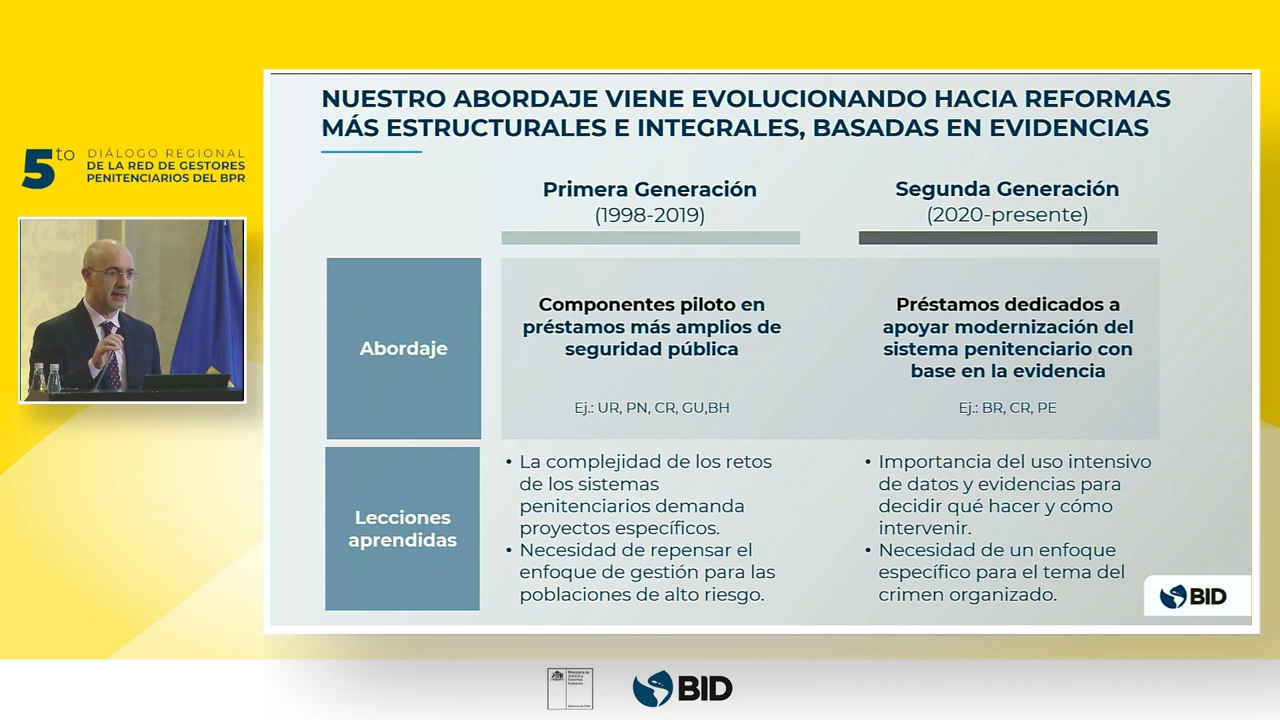 5to
DIÁLOGO REGIONAL
DE LA RED DE GESTORES
PENITENCIARIOS DEL BPR
NUESTRO ABORDAJE VIENE EVOLUCIONANDO HACIA REFORMAS
MÁS ESTRUCTURALES E INTEGRALES, BASADAS EN EVIDENCIAS
Primera Generación
(1998-2019)
Segunda Generación
(2020-presente)
Abordaje
Componentes piloto en
préstamos más amplios de
seguridad pública
Ej.: UR, PN, CR, GU,BH
Préstamos dedicados a
apoyar modernización del
sistema penitenciario con
base en la evidencia
Ej.: BR, CR, PE
Lecciones
aprendidas
• La complejidad de los retos
de los sistemas
penitenciarios demanda
proyectos específicos.
• Necesidad de repensar el
enfoque de gestión para las
poblaciones de alto riesgo.
• Importancia del uso intensivo
de datos y evidencias para
decidir qué hacer y cómo
intervenir.
• Necesidad de un enfoque
específico para el tema del
crimen organizado.
BID
BID